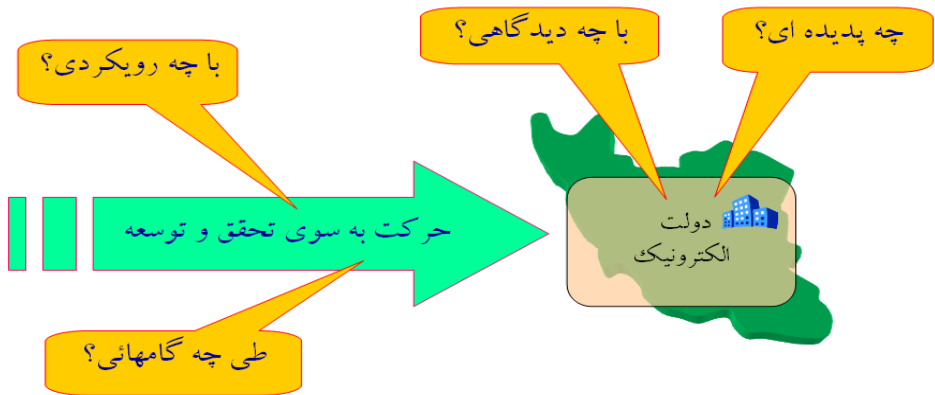 چه پدیده ای؟
با چه دیدگاهی؟
با چه رویکردی؟
دولت
الکترونیک
حرکت به سوی تحقق و توسعه
طی چه گامهائی؟